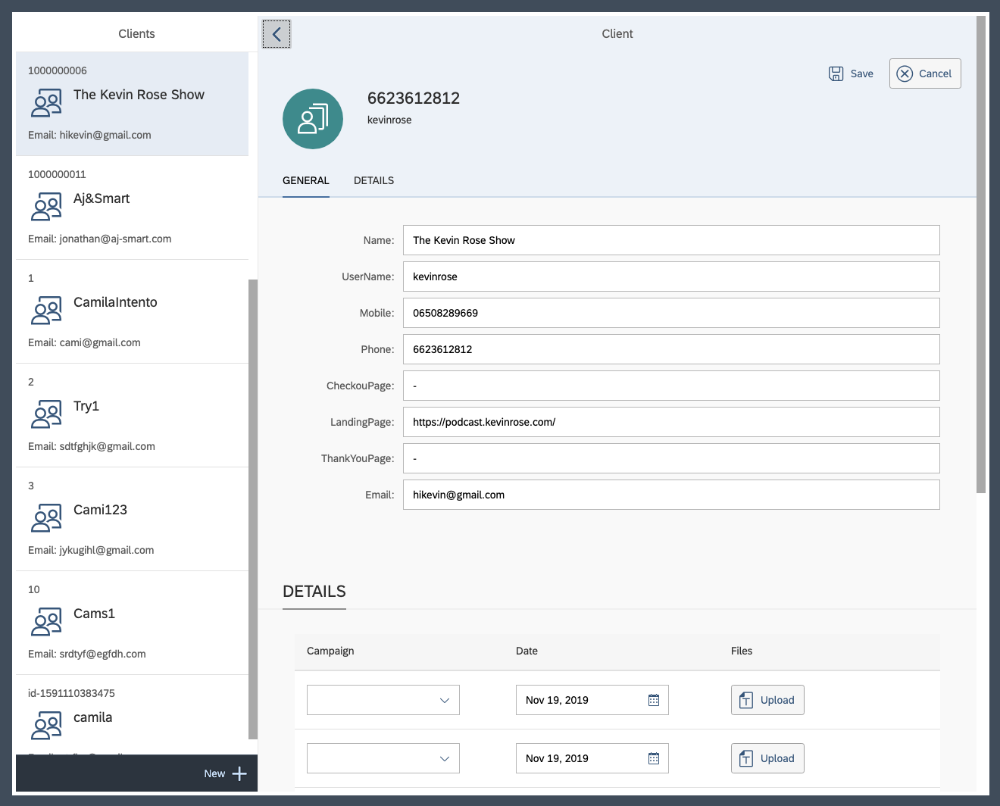 Clients
1000000006
The Kevin Rose Show
Email: hikevin@gmail.com
1000000011
Aj&Smart
Email: jonathan@aj-smart.com
1
CamilaIntento
Email: cami@gmail.com
2
Try1
Email: sdtfghjk@gmail.com
3
Cami123
Email: jykugihl@gmail.com
10
Cams1
Email: srdtyf@egfdh.com
id-1591110383475
camila
New
Client
Save
Cancel
6623612812
kevinrose
GENERAL DETAILS
Name: The Kevin Rose Show
UserName: kevinrose
Mobile: 06508289669
Phone: 6623612812
CheckouPage: -
LandingPage: https://podcast.kevinrose.com/
ThankYouPage: -
Email: hikevin@gmail.com
DETAILS
Campaign Date Files
Nov 19, 2019 Upload
Nov 19, 2019 Upload